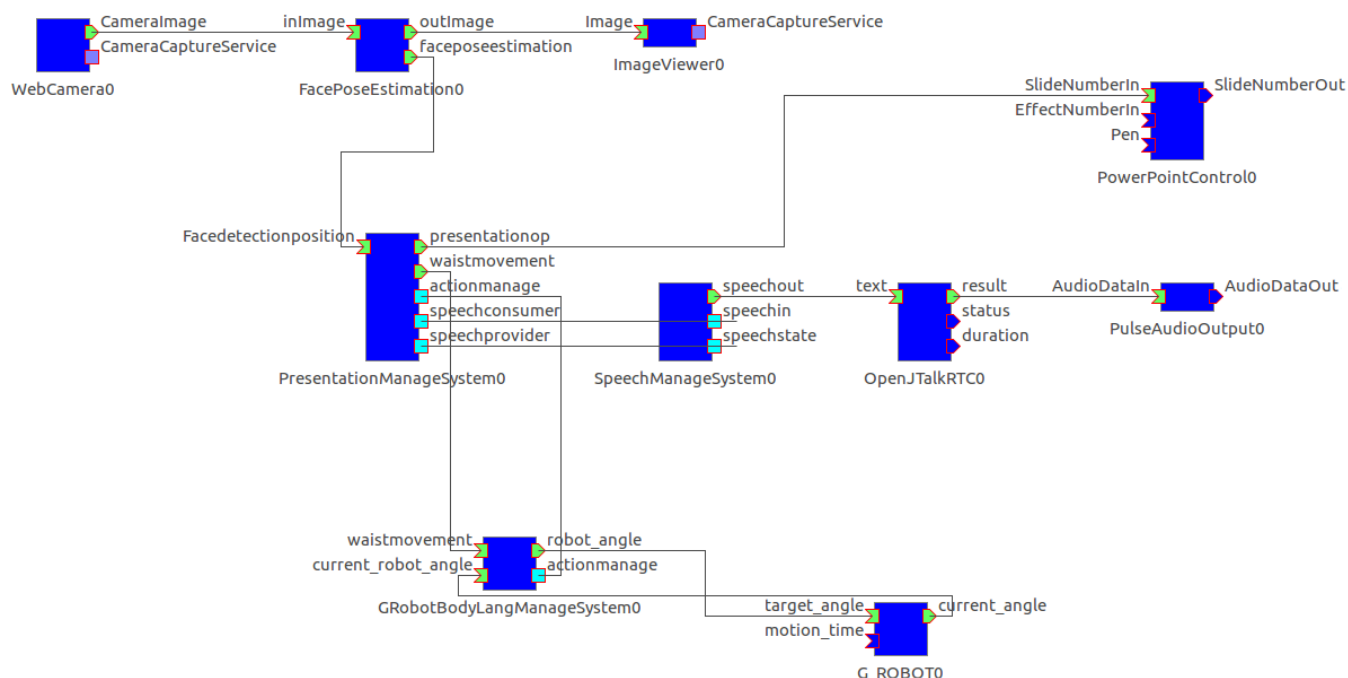 CameraImage
CameraCaptureService
WebCamera0
inImage
outImage
faceposeestimation
FacePoseEstimation0
Image
CameraCaptureService
ImageViewer0
SlideNumberIn
SlideNumberOut
EffectNumberIn
Pen
PowerPointControl0
Facedetectionposition
presentationop
waistmovement
actionmanage
speechconsumer
speechprovider
PresentationManageSystem0
speechout
speechin
speechstate
SpeechManageSystem0
text
result
status
duration
OpenJTalkRTC0
AudioDataIn
AudioDataOut
PulseAudioOutput0
waistmovement
current_robot_angle
robot_angle
actionmanage
GRobotBodyLangManageSystem0
target_angle
motion_time
current_angle
G_ROBOT0